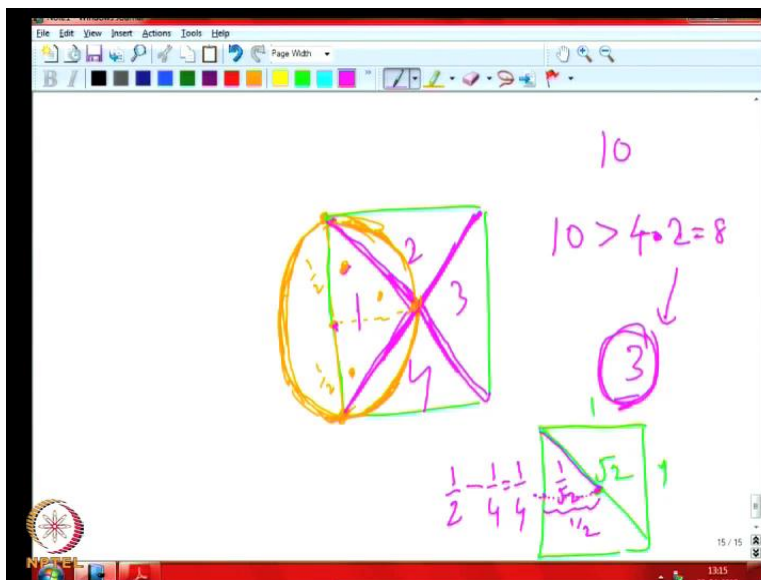 File Edit View Insert Actions Tools Help
Page Width
B I
10
10 > 4.2=8
3
2
1/2
1
3
1/2
4
1
1/2 - 1/4 = 1/4
1/√2
√2
1
1/2
NPTEL
15 / 15
13:15